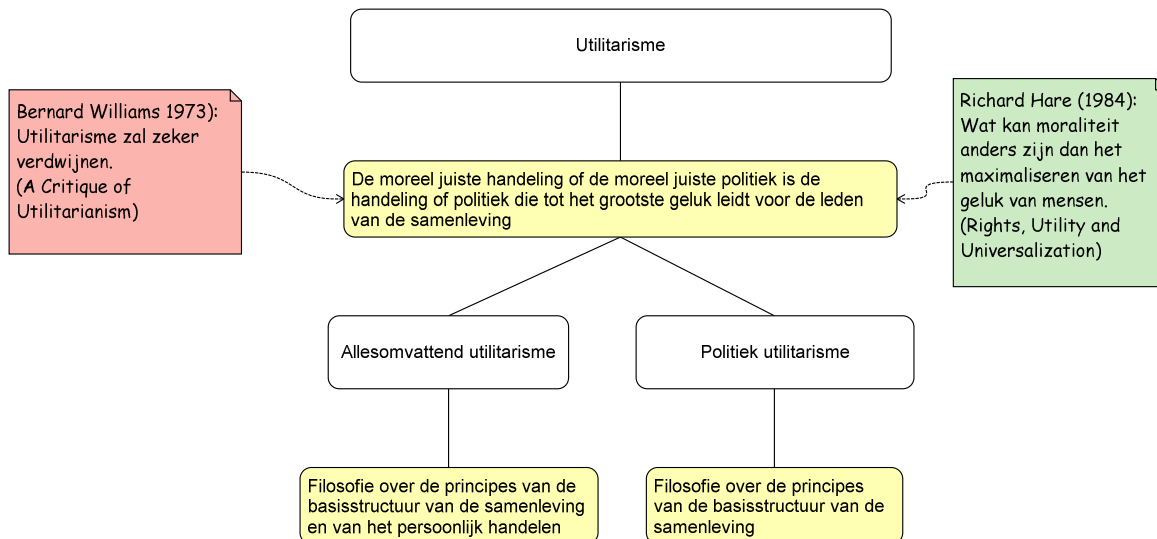 Utilitarisme
Bernard Williams 1973):
Utilitarisme zal zeker
verdwijnen.
(A Critique of
Utilitarianism)
De moreel juiste handeling of de moreel juiste politiek is de
handeling of politiek die tot het grootste geluk leidt voor de leden
van de samenleving
Richard Hare (1984):
Wat kan moraliteit
anders zijn dan het
maximaliseren van het
geluk van mensen.
(Rights, Utility and
Universalization)
Allesomvattend utilitarisme
Politiek utilitarisme
Filosofie over de principes van de
basisstructuur van de samenleving
en van het persoonlijk handelen
Filosofie over de principes
van de basisstructuur van de
samenleving